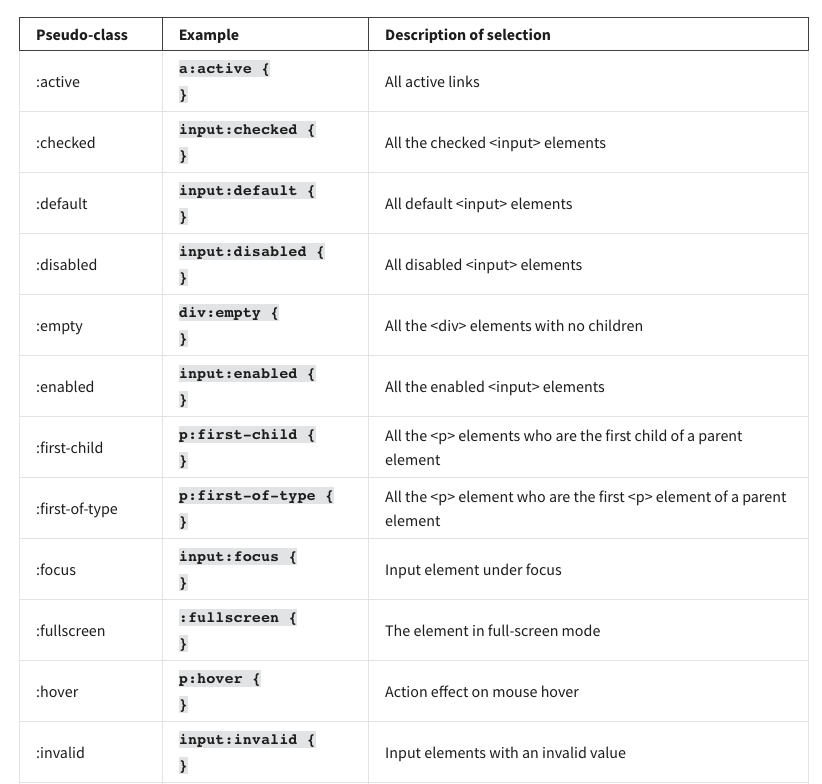 Pseudo-class Example Description of selection
:active a:active { } All active links
:checked input:checked { } All the checked <input> elements
:default input:default { } All default <input> elements
:disabled input:disabled { } All disabled <input> elements
:empty div:empty { } All the <div> elements with no children
:enabled input:enabled { } All the enabled <input> elements
:first-child p:first-child { } All the <p> elements who are the first child of a parent
element
:first-of-type p:first-of-type { } All the <p> element who are the first <p> element of a parent
element
:focus input:focus { } Input element under focus
:fullscreen :fullscreen { } The element in full-screen mode
:hover p:hover { } Action effect on mouse hover
:invalid input:invalid { } Input elements with an invalid value